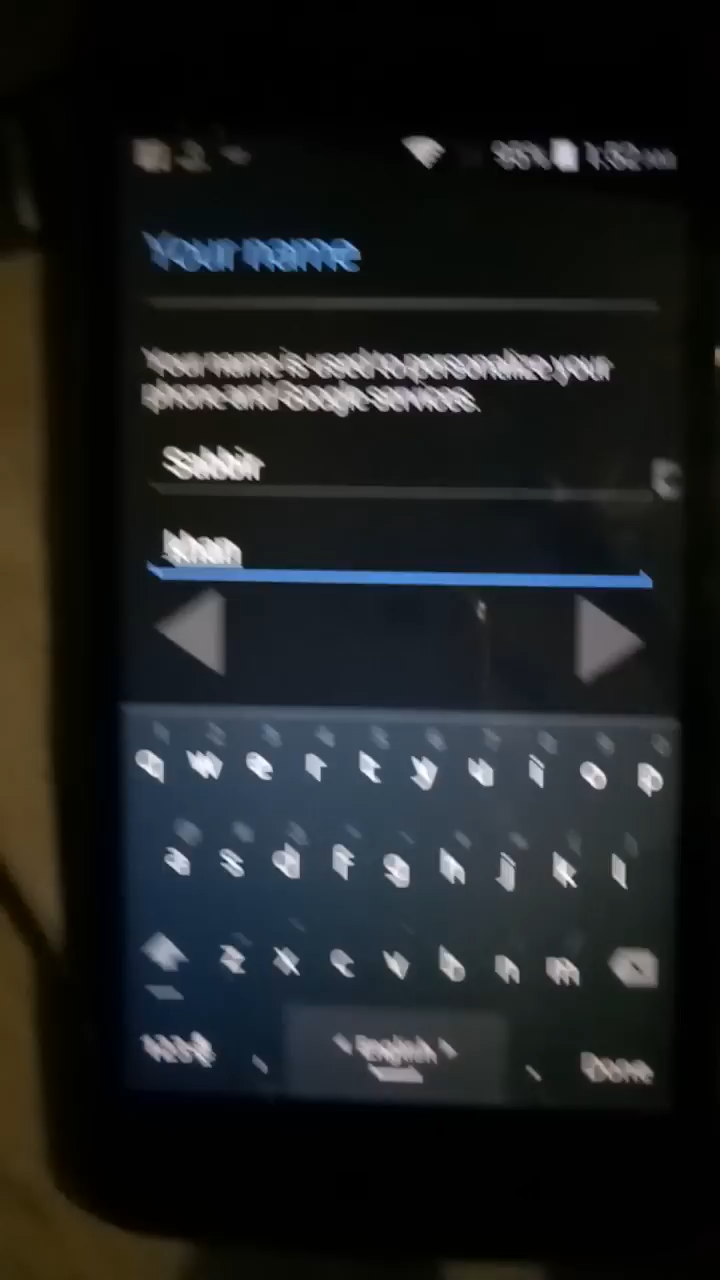 Your name
Your name is used to personalize your
phone and Google services.
Sabbir
khan
q w e r t y u i o p
a s d f g h j k l
z x c v b n m
English Done